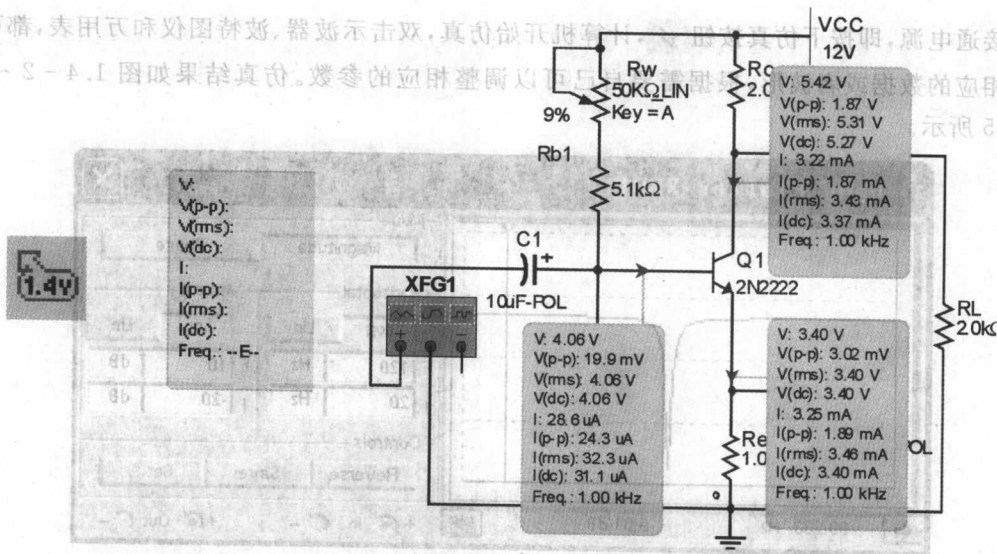 接通电源,即按下仿真按钮 ,计算机开始仿真,双击示波器、波特图仪和万用表,都可
相应的数据 根据需 自己可以调整相应的参数。仿真结果如图 1.4-2-
5 所示
VCC
12V
Rw
50KΩ_LIN
Key = A
9%
Rc
2.0
Rb1
5.1kΩ
V: 5.42 V
V(p-p): 1.87 V
V(rms): 5.31 V
V(dc): 5.27 V
I: 3.22 mA
I(p-p): 1.87 mA
I(rms): 3.43 mA
I(dc): 3.37 mA
Freq.: 1.00 kHz
V:
V(p-p):
V(rms):
V(dc):
I:
I(p-p):
I(rms):
I(dc):
Freq.: --E--
1.4v
C1
+
10uF-POL
XFG1
Q1
2N2222
RL
2.0kΩ
V: 4.06 V
V(p-p): 19.9 mV
V(rms): 4.06 V
V(dc): 4.06 V
I: 28.6 uA
I(p-p): 24.3 uA
I(rms): 32.3 uA
I(dc): 31.1 uA
Freq.: 1.00 kHz
Re
1.0
V: 3.40 V
V(p-p): 3.02 mV
V(rms): 3.40 V
V(dc): 3.40 V
I: 3.25 mA
I(p-p): 1.89 mA
I(rms): 3.46 mA
I(dc): 3.40 mA
Freq.: 1.00 kHz
POL